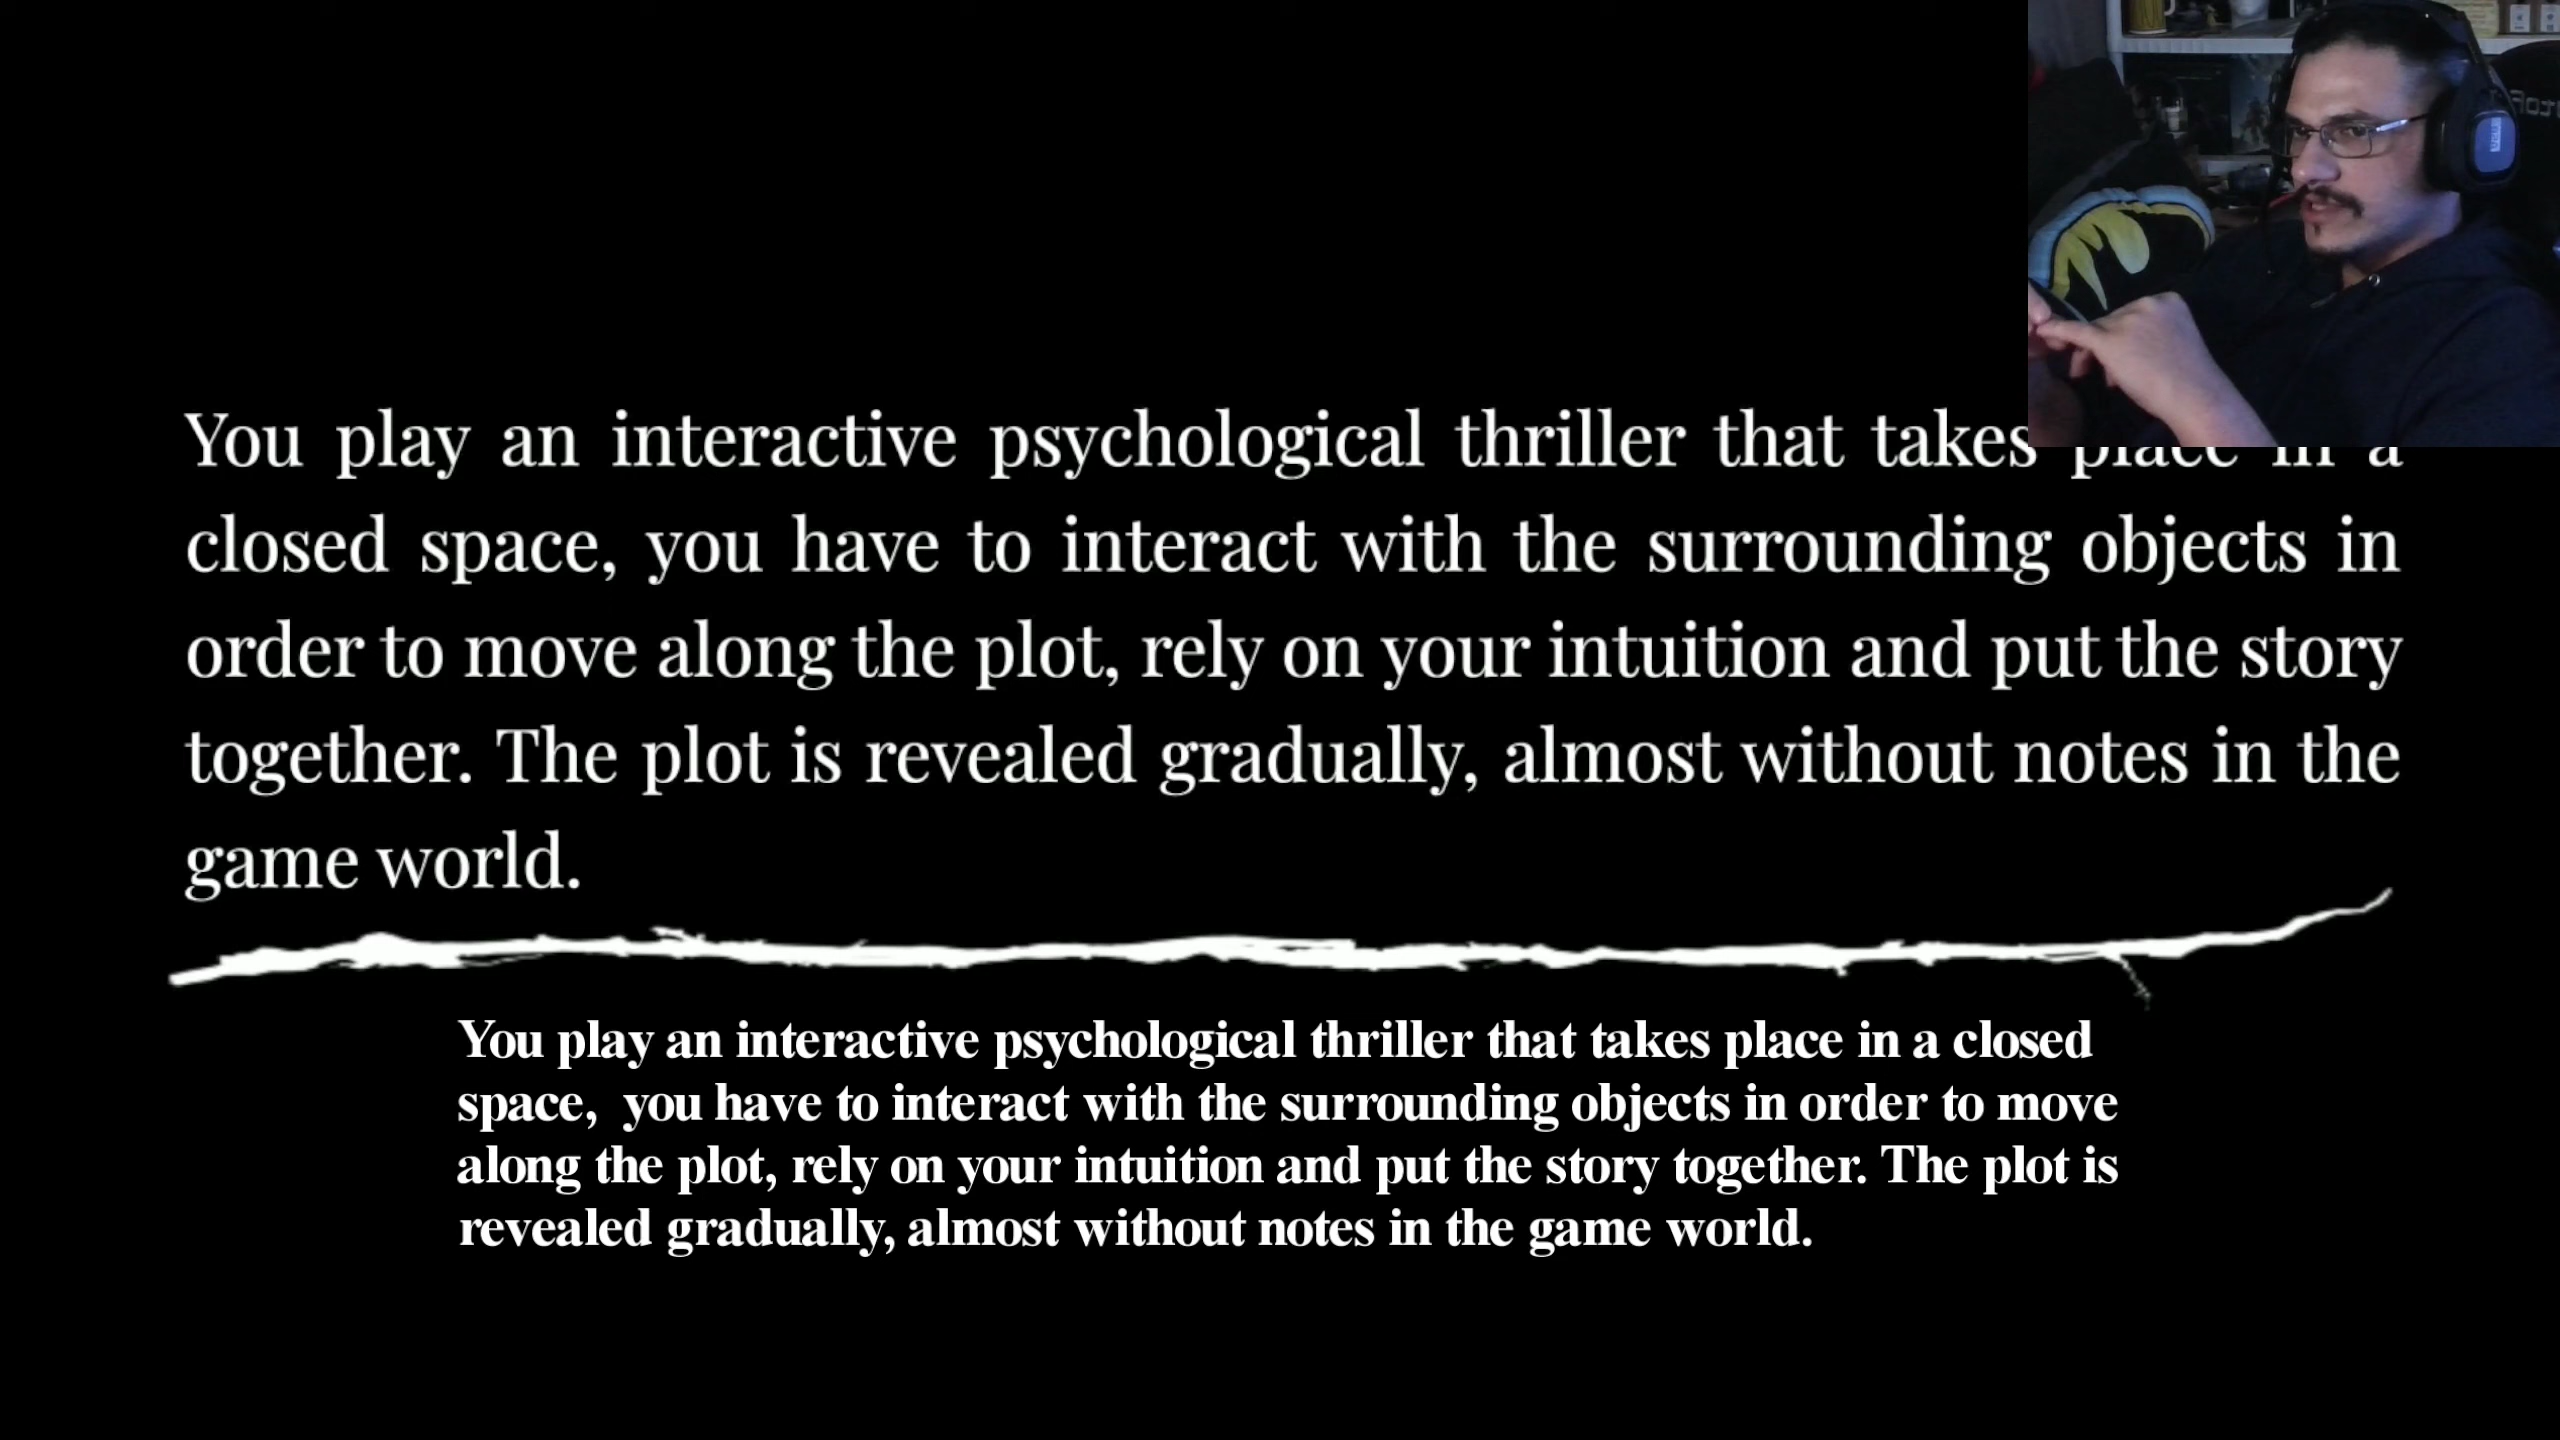 You play an interactive psychological thriller that takes place in a
closed space, you have to interact with the surrounding objects in
order to move along the plot, rely on your intuition and put the story
together. The plot is revealed gradually, almost without notes in the
game world.
You play an interactive psychological thriller that takes place in a closed
space, you have to interact with the surrounding objects in order to move
along the plot, rely on your intuition and put the story together. The plot is
revealed gradually, almost without notes in the game world.